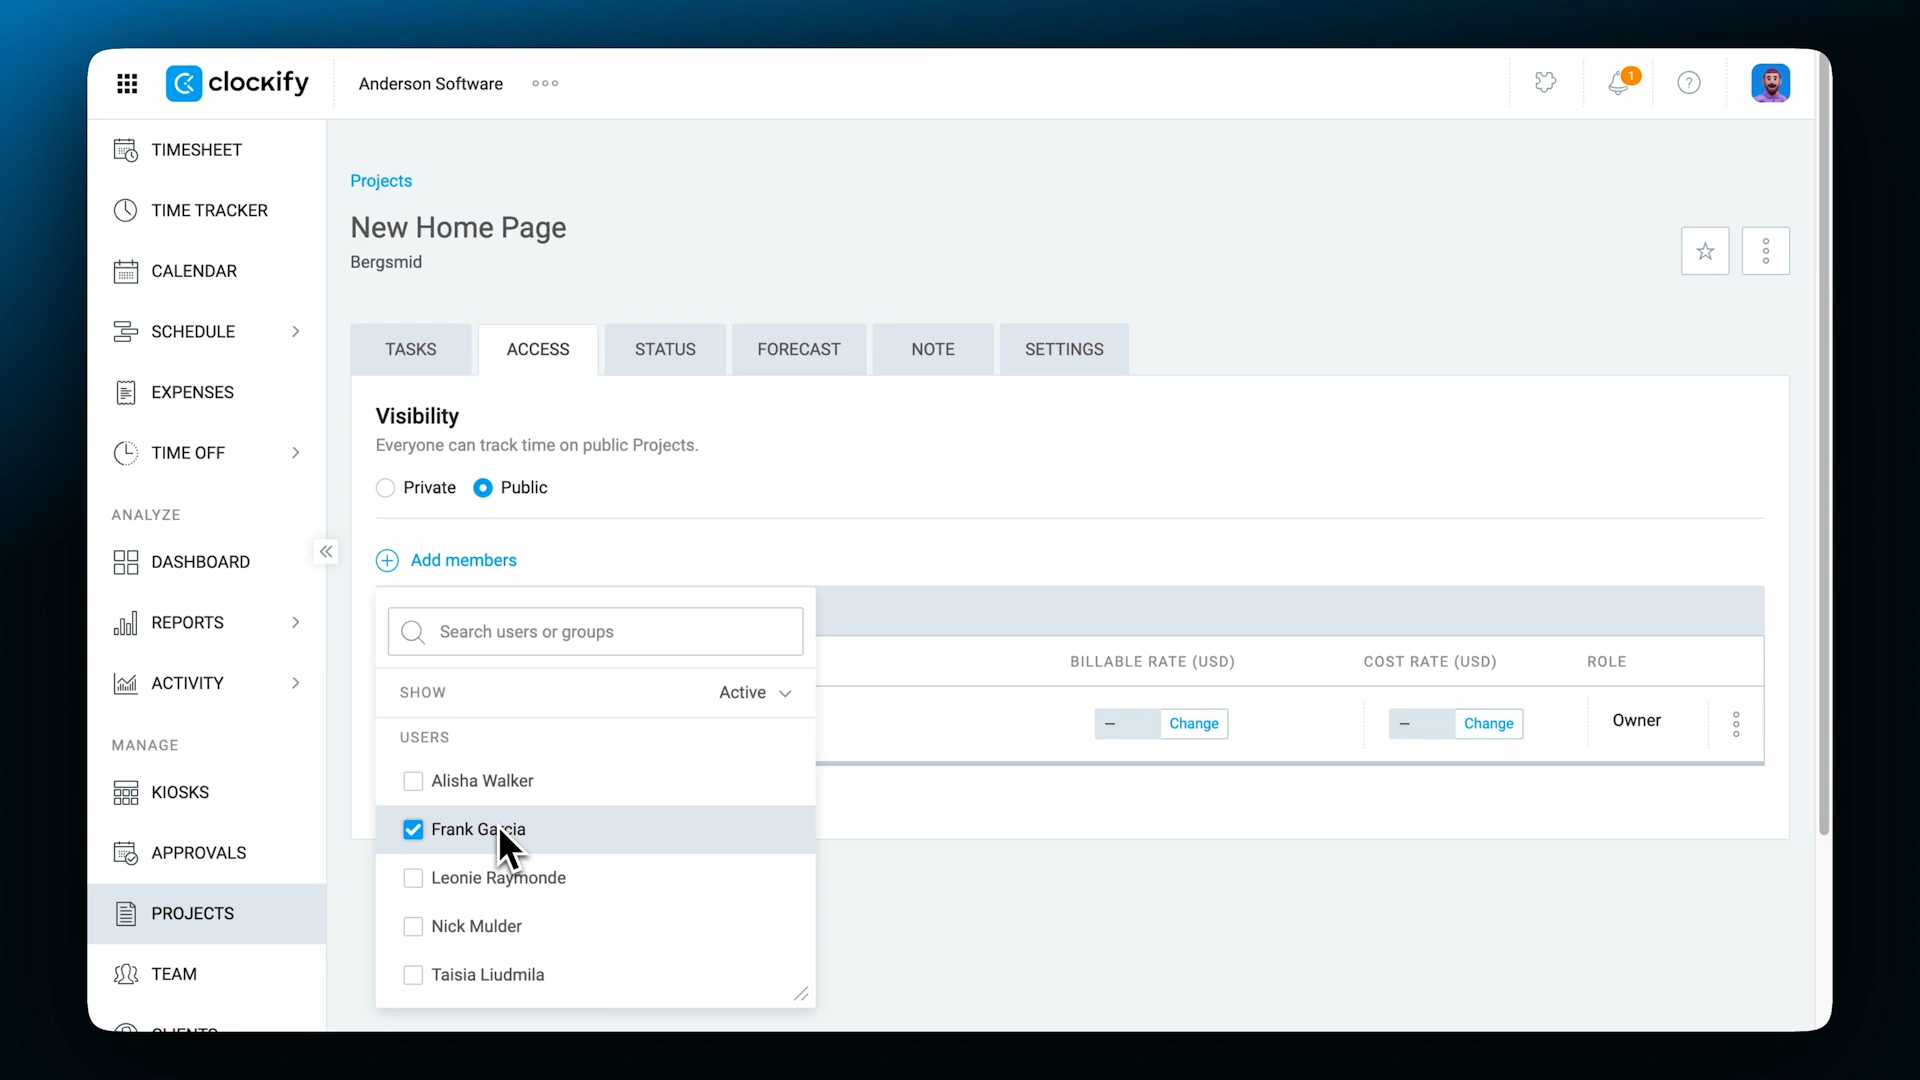 clockify
Anderson Software
1
TIMESHEET
TIME TRACKER
CALENDAR
SCHEDULE
EXPENSES
TIME OFF
ANALYZE
DASHBOARD
REPORTS
ACTIVITY
MANAGE
KIOSKS
APPROVALS
PROJECTS
TEAM
CLIENTS
Projects
New Home Page
Bergsmid
TASKS
ACCESS
STATUS
FORECAST
NOTE
SETTINGS
Visibility
Everyone can track time on public Projects.
Private
Public
Add members
Search users or groups
SHOW
Active
USERS
Alisha Walker
Frank Garcia
Leonie Raymonde
Nick Mulder
Taisia Liudmila
BILLABLE RATE (USD)
COST RATE (USD)
ROLE
–
Change
–
Change
Owner